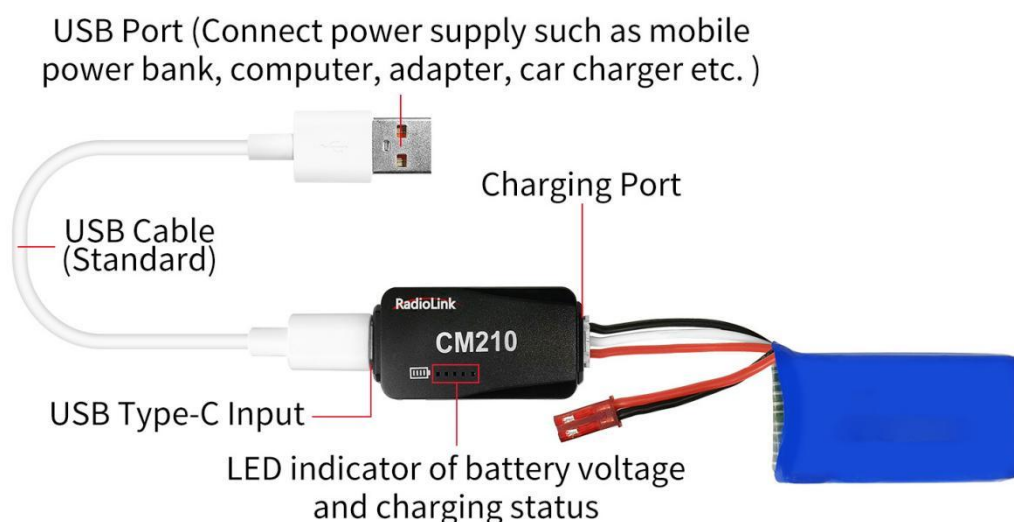 USB Port (Connect power supply such as mobile
power bank, computer, adapter, car charger etc. )
Charging Port
USB Cable
(Standard)
RadioLink
CM210
USB Type-C Input
LED indicator of battery voltage
and charging status